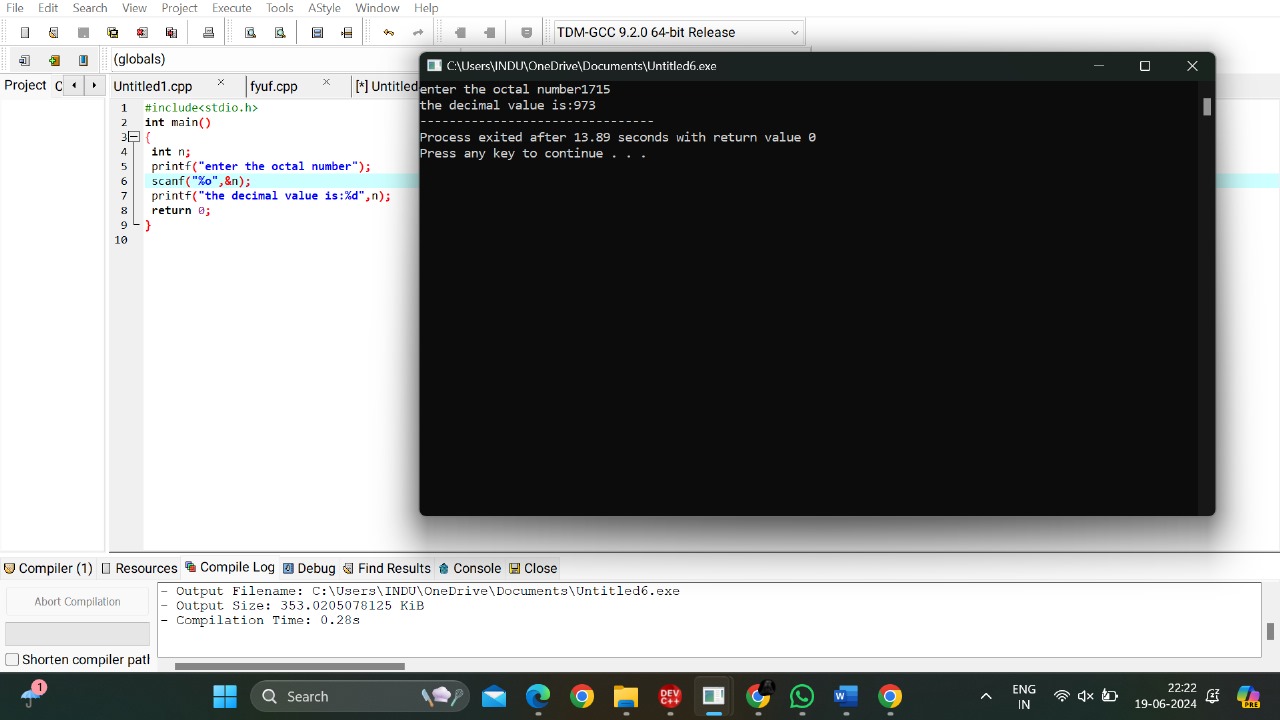 File Edit Search View Project Execute Tools AStyle Window Help
TDM-GCC 9.2.0 64-bit Release
(globals)
Project C Untitled1.cpp fyuf.cpp [*] Untitled
1 #include<stdio.h>
2 int main()
3 {
4 int n;
5 printf("enter the octal number");
6 scanf("%o",&n);
7 printf("the decimal value is:%d",n);
8 return 0;
9 }
10
C:\Users\INDU\OneDrive\Documents\Untitled6.exe
enter the octal number1715
the decimal value is:973
--------------------------------
Process exited after 13.89 seconds with return value 0
Press any key to continue . . .
Compiler (1) Resources Compile Log Debug Find Results Console Close
Abort Compilation
Shorten compiler path
- Output Filename: C:\Users\INDU\OneDrive\Documents\Untitled6.exe
- Output Size: 353.0205078125 KiB
- Compilation Time: 0.28s
1
Search
DEV C++
W
PRE
ENG
IN
22:22
19-06-2024